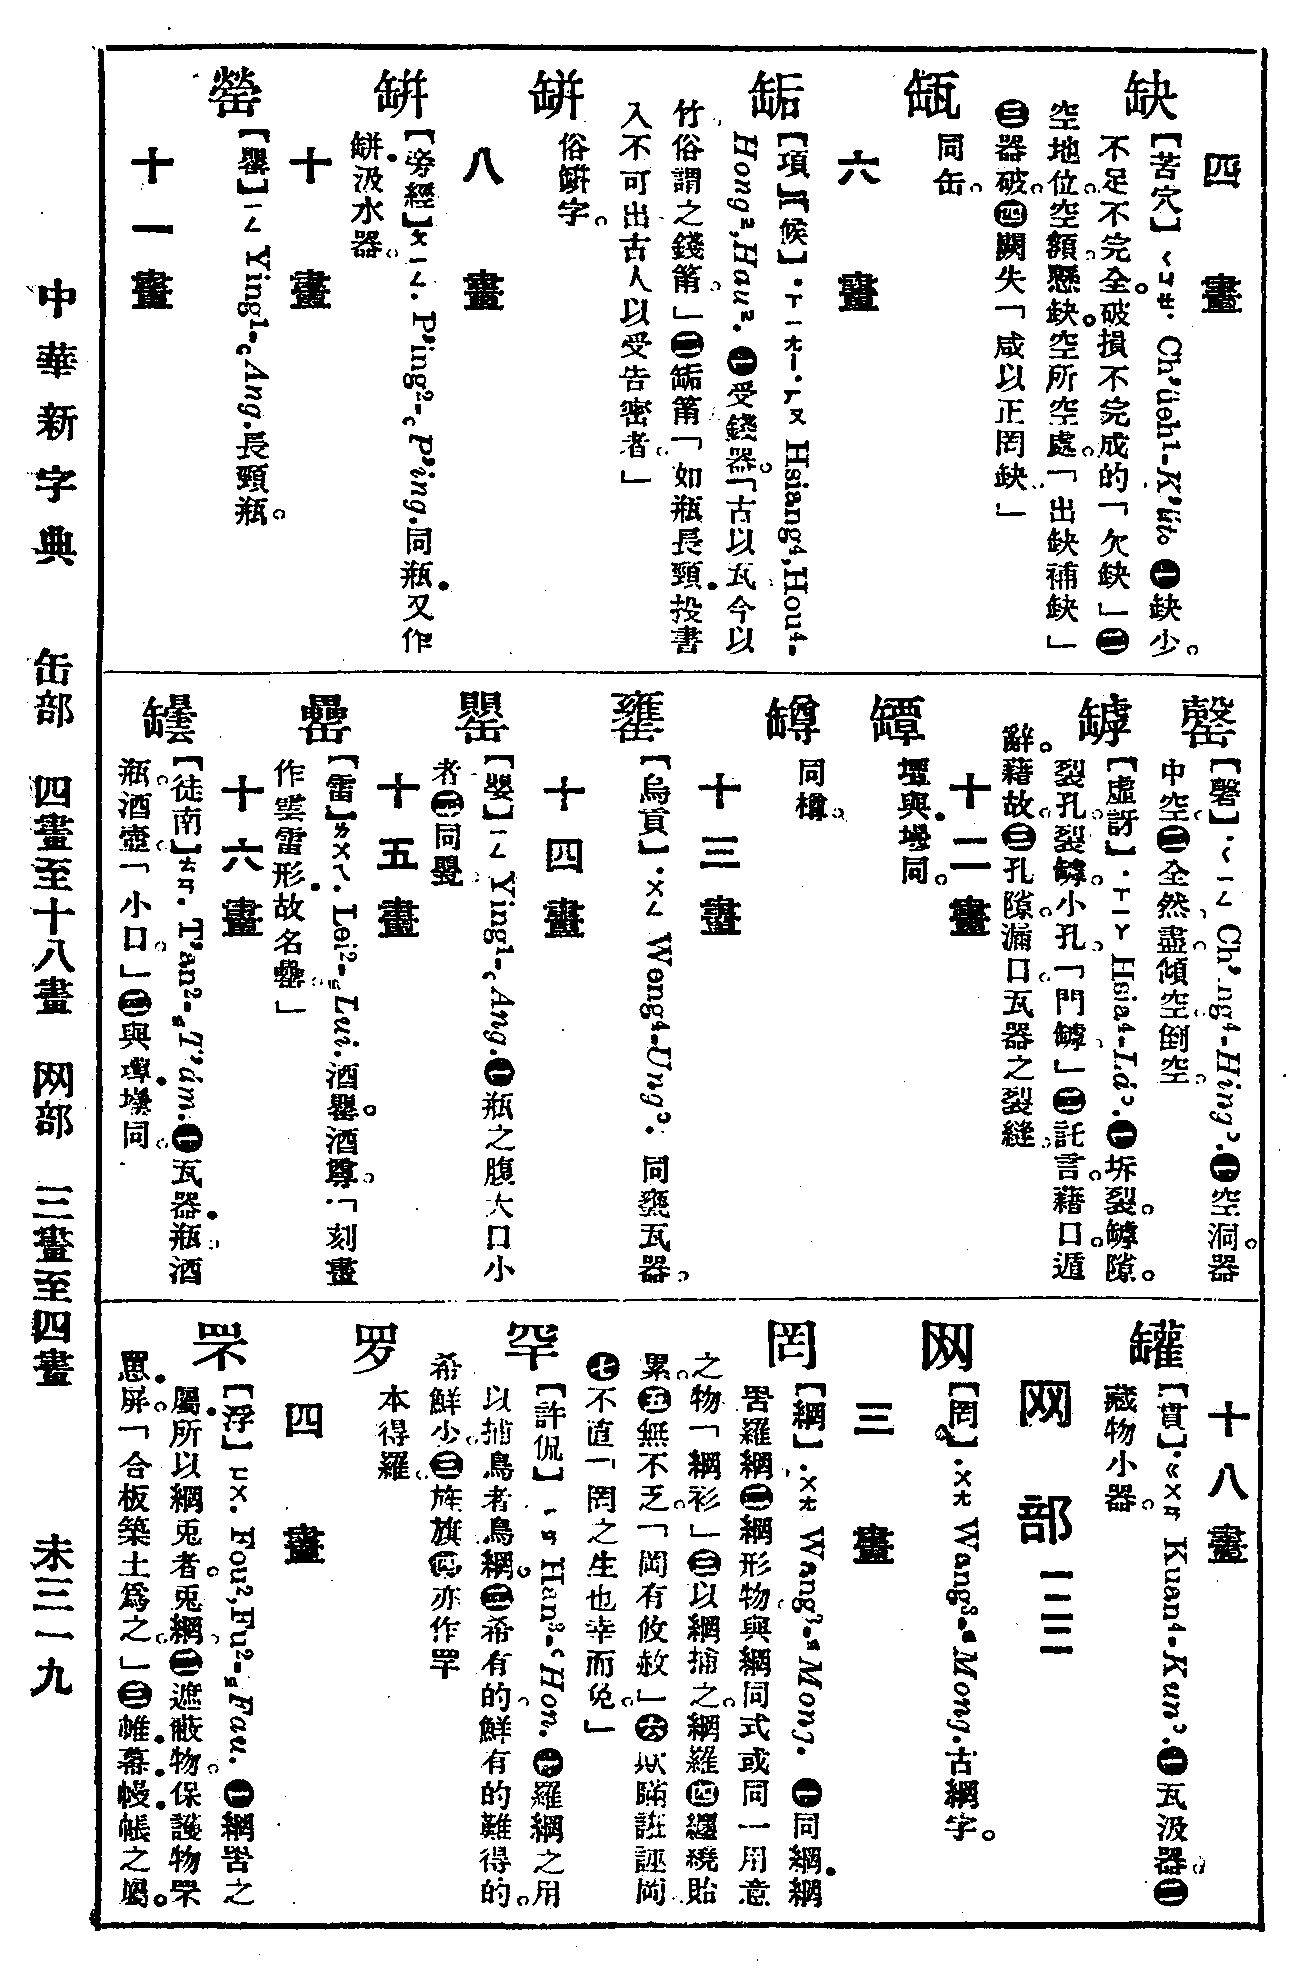 四畫
缺
【苦穴】ㄑㄩㄝ· Ch'üeh¹-K'üt。㊀缺少。
不足不完全。破損不完成的「欠缺」㊁
空地位。空額懸缺。空所空處。「出缺補缺」
㊂器破。㊃闕失「咸以正罔缺」
缻
同缶。
六畫
缿
【項】【候】·ㄒㄧㄤ—·ㄏㄡ Hsiang⁴, Hou⁴-
Hong², Hau². ㊀受錢器。「古以瓦今以
竹俗謂之錢筩。」㊁缿筩「如瓶長頸。投書
入不可出古人以受告密者。」
缾
俗缾字。
八畫
缾
【旁經】ㄆㄧㄥ. P'ing²-P'ing. 同瓶。又作
缾。汲水器。
十畫
罃
【嬰】ㄧㄥ Ying¹-Ang. 長頸瓶。
十一畫
罄
【磬】·ㄑㄧㄥ Ch'ing⁴-Hing. ㊀空洞。器
中空㊁全然。盡。傾空。倒空。
罅
【虛訝】·ㄒㄧㄚ Hsia⁴-La. ㊀坼裂。罅隙。
裂孔裂罅。小孔。「門罅」㊁託言。藉口。遁
辭。藉故。㊂孔隙。漏口。瓦器之裂縫。
十二畫
罈
壜與壜同。
罇
同樽。
十三畫
罋
【烏貢】·ㄨㄥ Weng⁴-Ung. 同甕瓦器。
十四畫
罌
【嬰】ㄧㄥ Ying¹-Ang. ㊀瓶之腹大口小
者㊁同甖
十五畫
罍
【雷】ㄌㄨㄟ. Lei²-Lui. 酒罍。酒尊。「刻畫
作雲雷形。故名罍。」
十六畫
罎
【徒南】ㄊㄢ. T'an²-T'ám. ㊀瓦器。瓶酒
瓶。酒壺。「小口」㊁與罈壜同。
十八畫
罐
【貫】·ㄍㄨㄢ Kuan⁴-Kun. ㊀瓦汲器。㊁
藏物小器。
网部 一二二
网
【罔】·ㄨㄤ Wang³-Mong. 古網字。
三畫
罔
【網】·ㄨㄤ Wang³-Mong. ㊀同網。網
罟羅網㊁網形物。與網同式或同一用意
之物「網衫」㊂以網捕之。網羅㊃纏繞貽
累。㊄無不乏。「罔有攸赦」㊅欺瞞誑誣罔
㊆不直「罔之生也幸而免。」
罕
【許侃】·ㄢ Han³-Hon. ㊀羅網之用
以捕鳥者。鳥網。㊁希有的。鮮有的難得的。
希鮮少。㊂旌旗㊃亦作罕
罗
本得羅。
四畫
罘
【浮】ㄈㄨ. Fou², Fu²-Fau. ㊀網罟之
屬。所以網兎者。兎網。㊁遮蔽物。保護物罘
罳。屏。「合板築土爲之。」㊂帷幕幔帳之屬。
中華新字典　缶部　四畫至十八畫　网部　三畫至四畫　未三一九